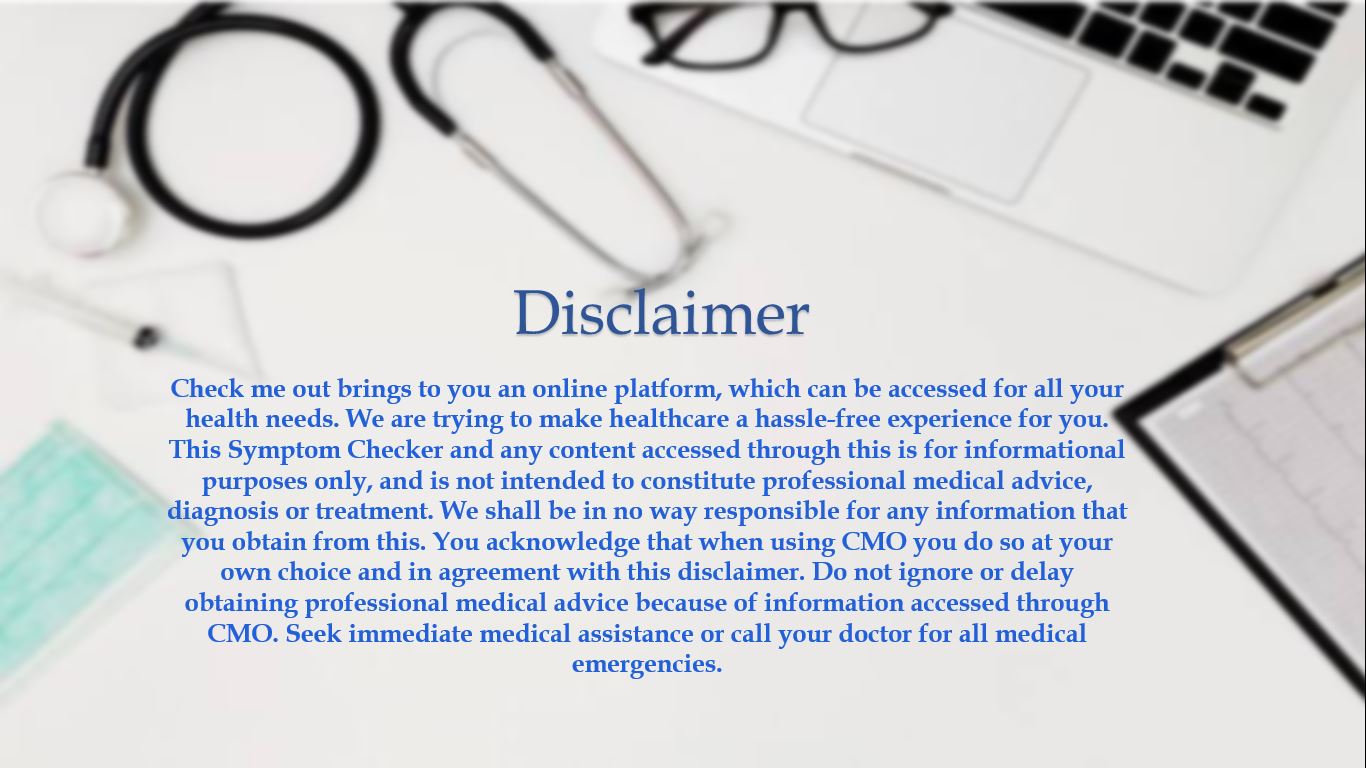 Disclaimer
Check me out brings to you an online platform, which can be accessed for all your
health needs. We are trying to make healthcare a hassle-free experience for you.
This Symptom Checker and any content accessed through this is for informational
purposes only, and is not intended to constitute professional medical advice,
diagnosis or treatment. We shall be in no way responsible for any information that
you obtain from this. You acknowledge that when using CMO you do so at your
own choice and in agreement with this disclaimer. Do not ignore or delay
obtaining professional medical advice because of information accessed through
CMO. Seek immediate medical assistance or call your doctor for all medical
emergencies.